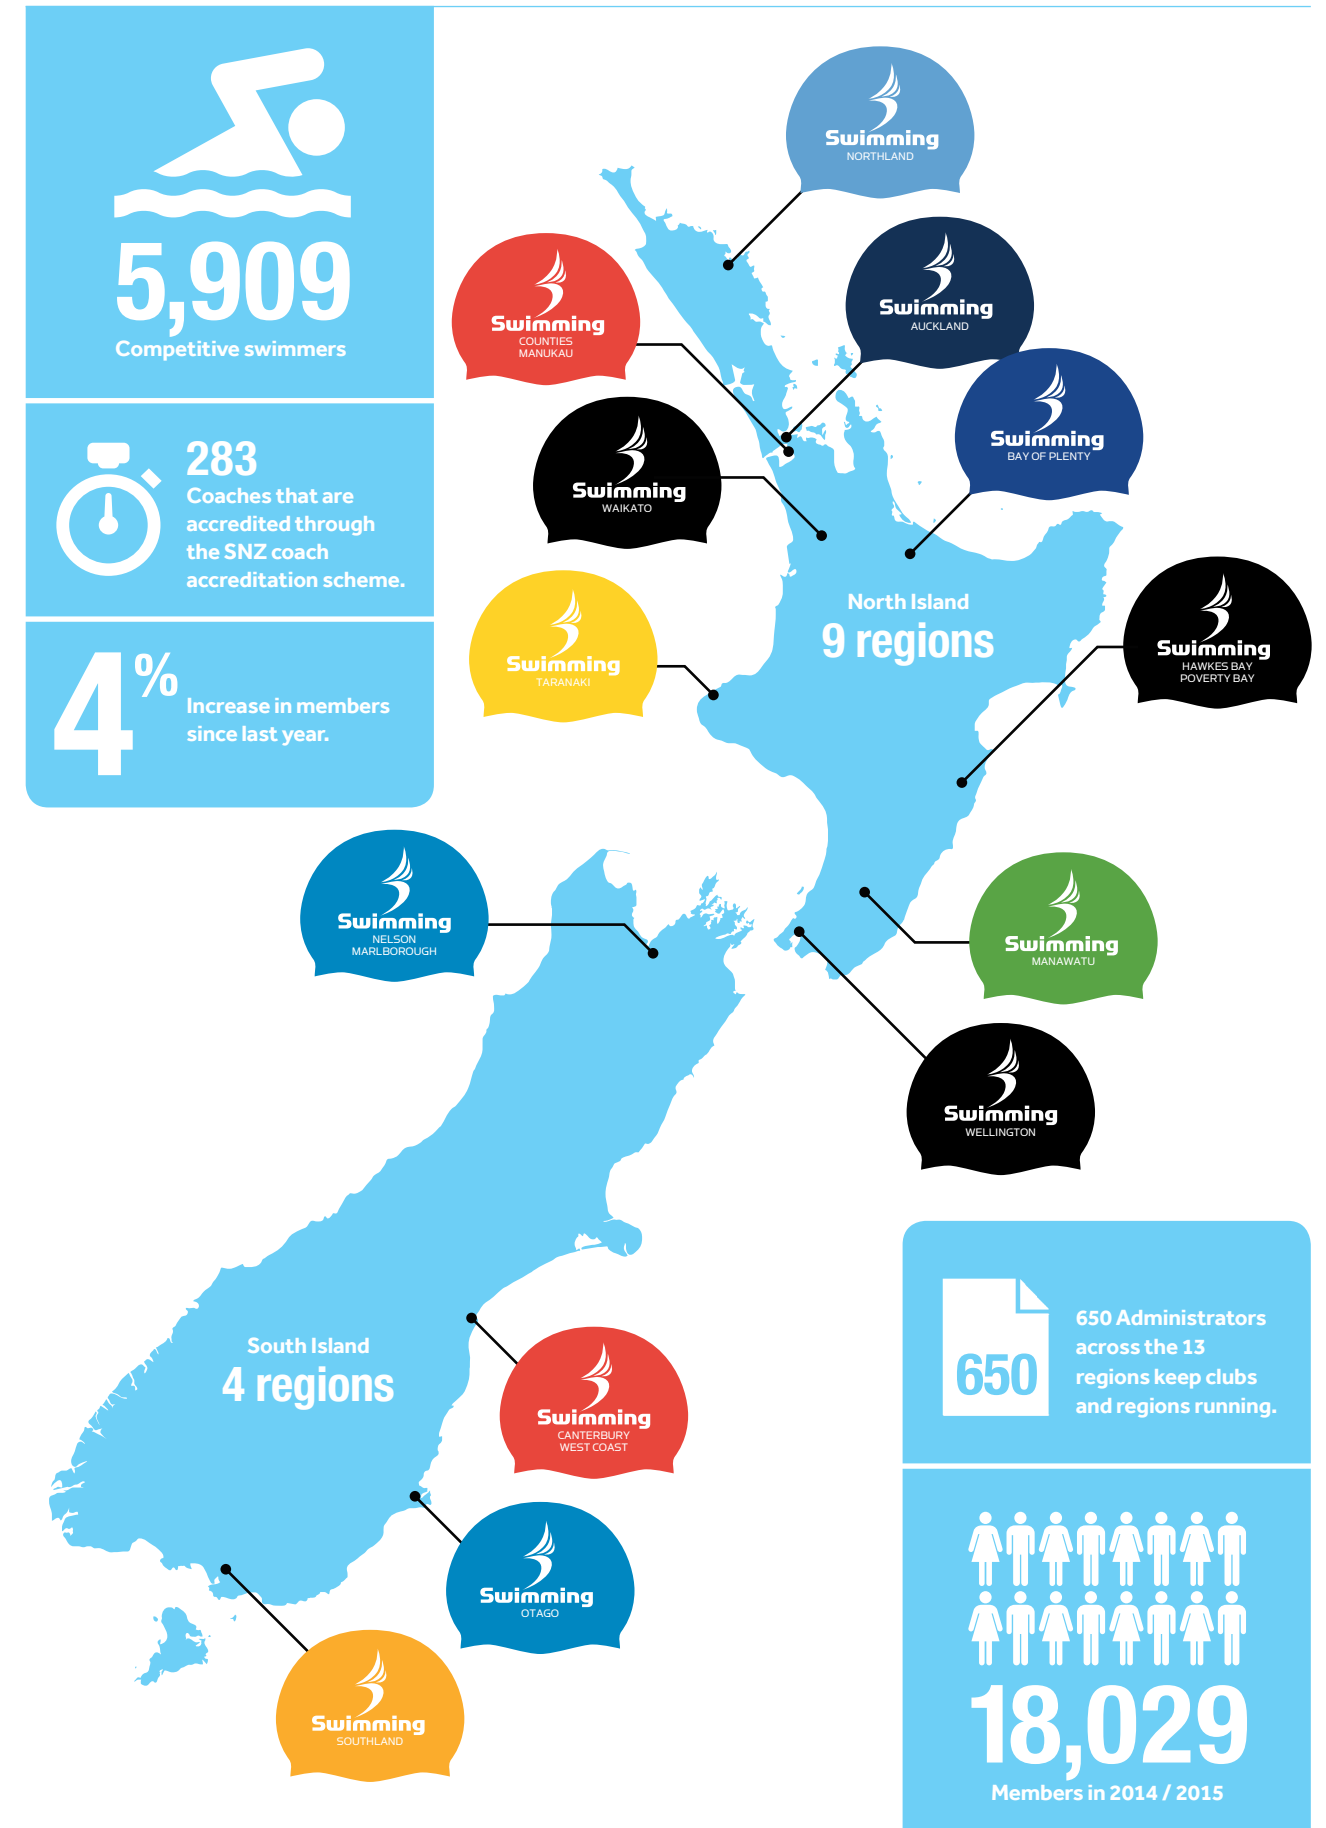 5,909
Competitive swimmers
283
Coaches that are
accredited through
the SNZ coach
accreditation scheme.
4%
Increase in members
since last year.
Swimming
NORTHLAND
Swimming
AUCKLAND
Swimming
COUNTIES
MANUKAU
Swimming
BAY OF PLENTY
Swimming
WAIKATO
North Island
9 regions
Swimming
TARANAKI
Swimming
HAWKES BAY
POVERTY BAY
Swimming
NELSON
MARLBOROUGH
Swimming
MANAWATU
Swimming
WELLINGTON
South Island
4 regions
Swimming
CANTERBURY
WEST COAST
Swimming
OTAGO
Swimming
SOUTHLAND
650
650 Administrators
across the 13
regions keep clubs
and regions running.
18,029
Members in 2014 / 2015